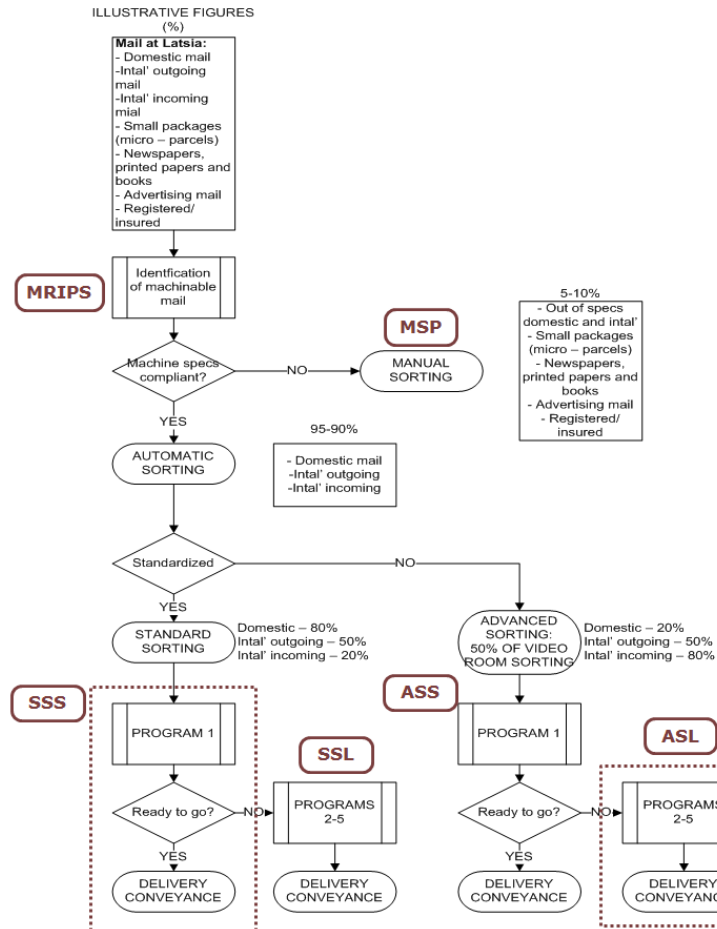 ILLUSTRATIVE FIGURES
(%)
Mail at Latsia:
- Domestic mail
-Intal' outgoing
mail
-Intal' incoming
mial
- Small packages
(micro – parcels)
- Newspapers,
printed papers and
books
- Advertising mail
- Registered/
insured
MRIPS
Identfication
of machinable
mail
MSP
5-10%
- Out of specs
domestic and intal'
- Small packages
(micro – parcels)
- Newspapers,
printed papers and
books
- Advertising mail
- Registered/
insured
Machine specs
compliant?
NO
MANUAL
SORTING
YES
95-90%
AUTOMATIC
SORTING
- Domestic mail
-Intal' outgoing
-Intal' incoming
Standardized
NO
YES
STANDARD
SORTING
Domestic – 80%
Intal' outgoing – 50%
Intal' incoming – 20%
ADVANCED
SORTING:
50% OF VIDEO
ROOM SORTING
Domestic – 20%
Intal' outgoing – 50%
Intal' incoming – 80%
SSS
ASS
PROGRAM 1
SSL
PROGRAM 1
ASL
Ready to go?
NO
PROGRAMS
2-5
Ready to go?
NO
PROGRAMS
2-5
YES
YES
DELIVERY
CONVEYANCE
DELIVERY
CONVEYANCE
DELIVERY
CONVEYANCE
DELIVERY
CONVEYANC